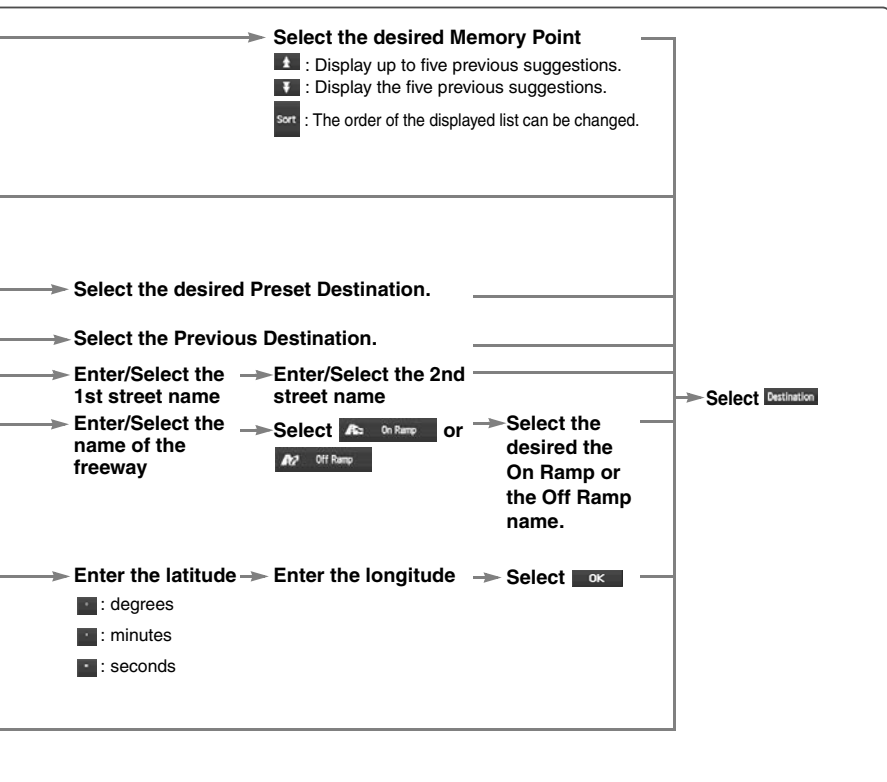 Select the desired Memory Point
: Display up to five previous suggestions.
: Display the five previous suggestions.
Sort : The order of the displayed list can be changed.
Select the desired Preset Destination.
Select the Previous Destination.
Enter/Select the
1st street name
Enter/Select the 2nd
street name
Enter/Select the
name of the
freeway
Select On Ramp or
Off Ramp
Select the
desired the
On Ramp or
the Off Ramp
name.
Select Destination
Enter the latitude
: degrees
: minutes
: seconds
Enter the longitude
Select OK